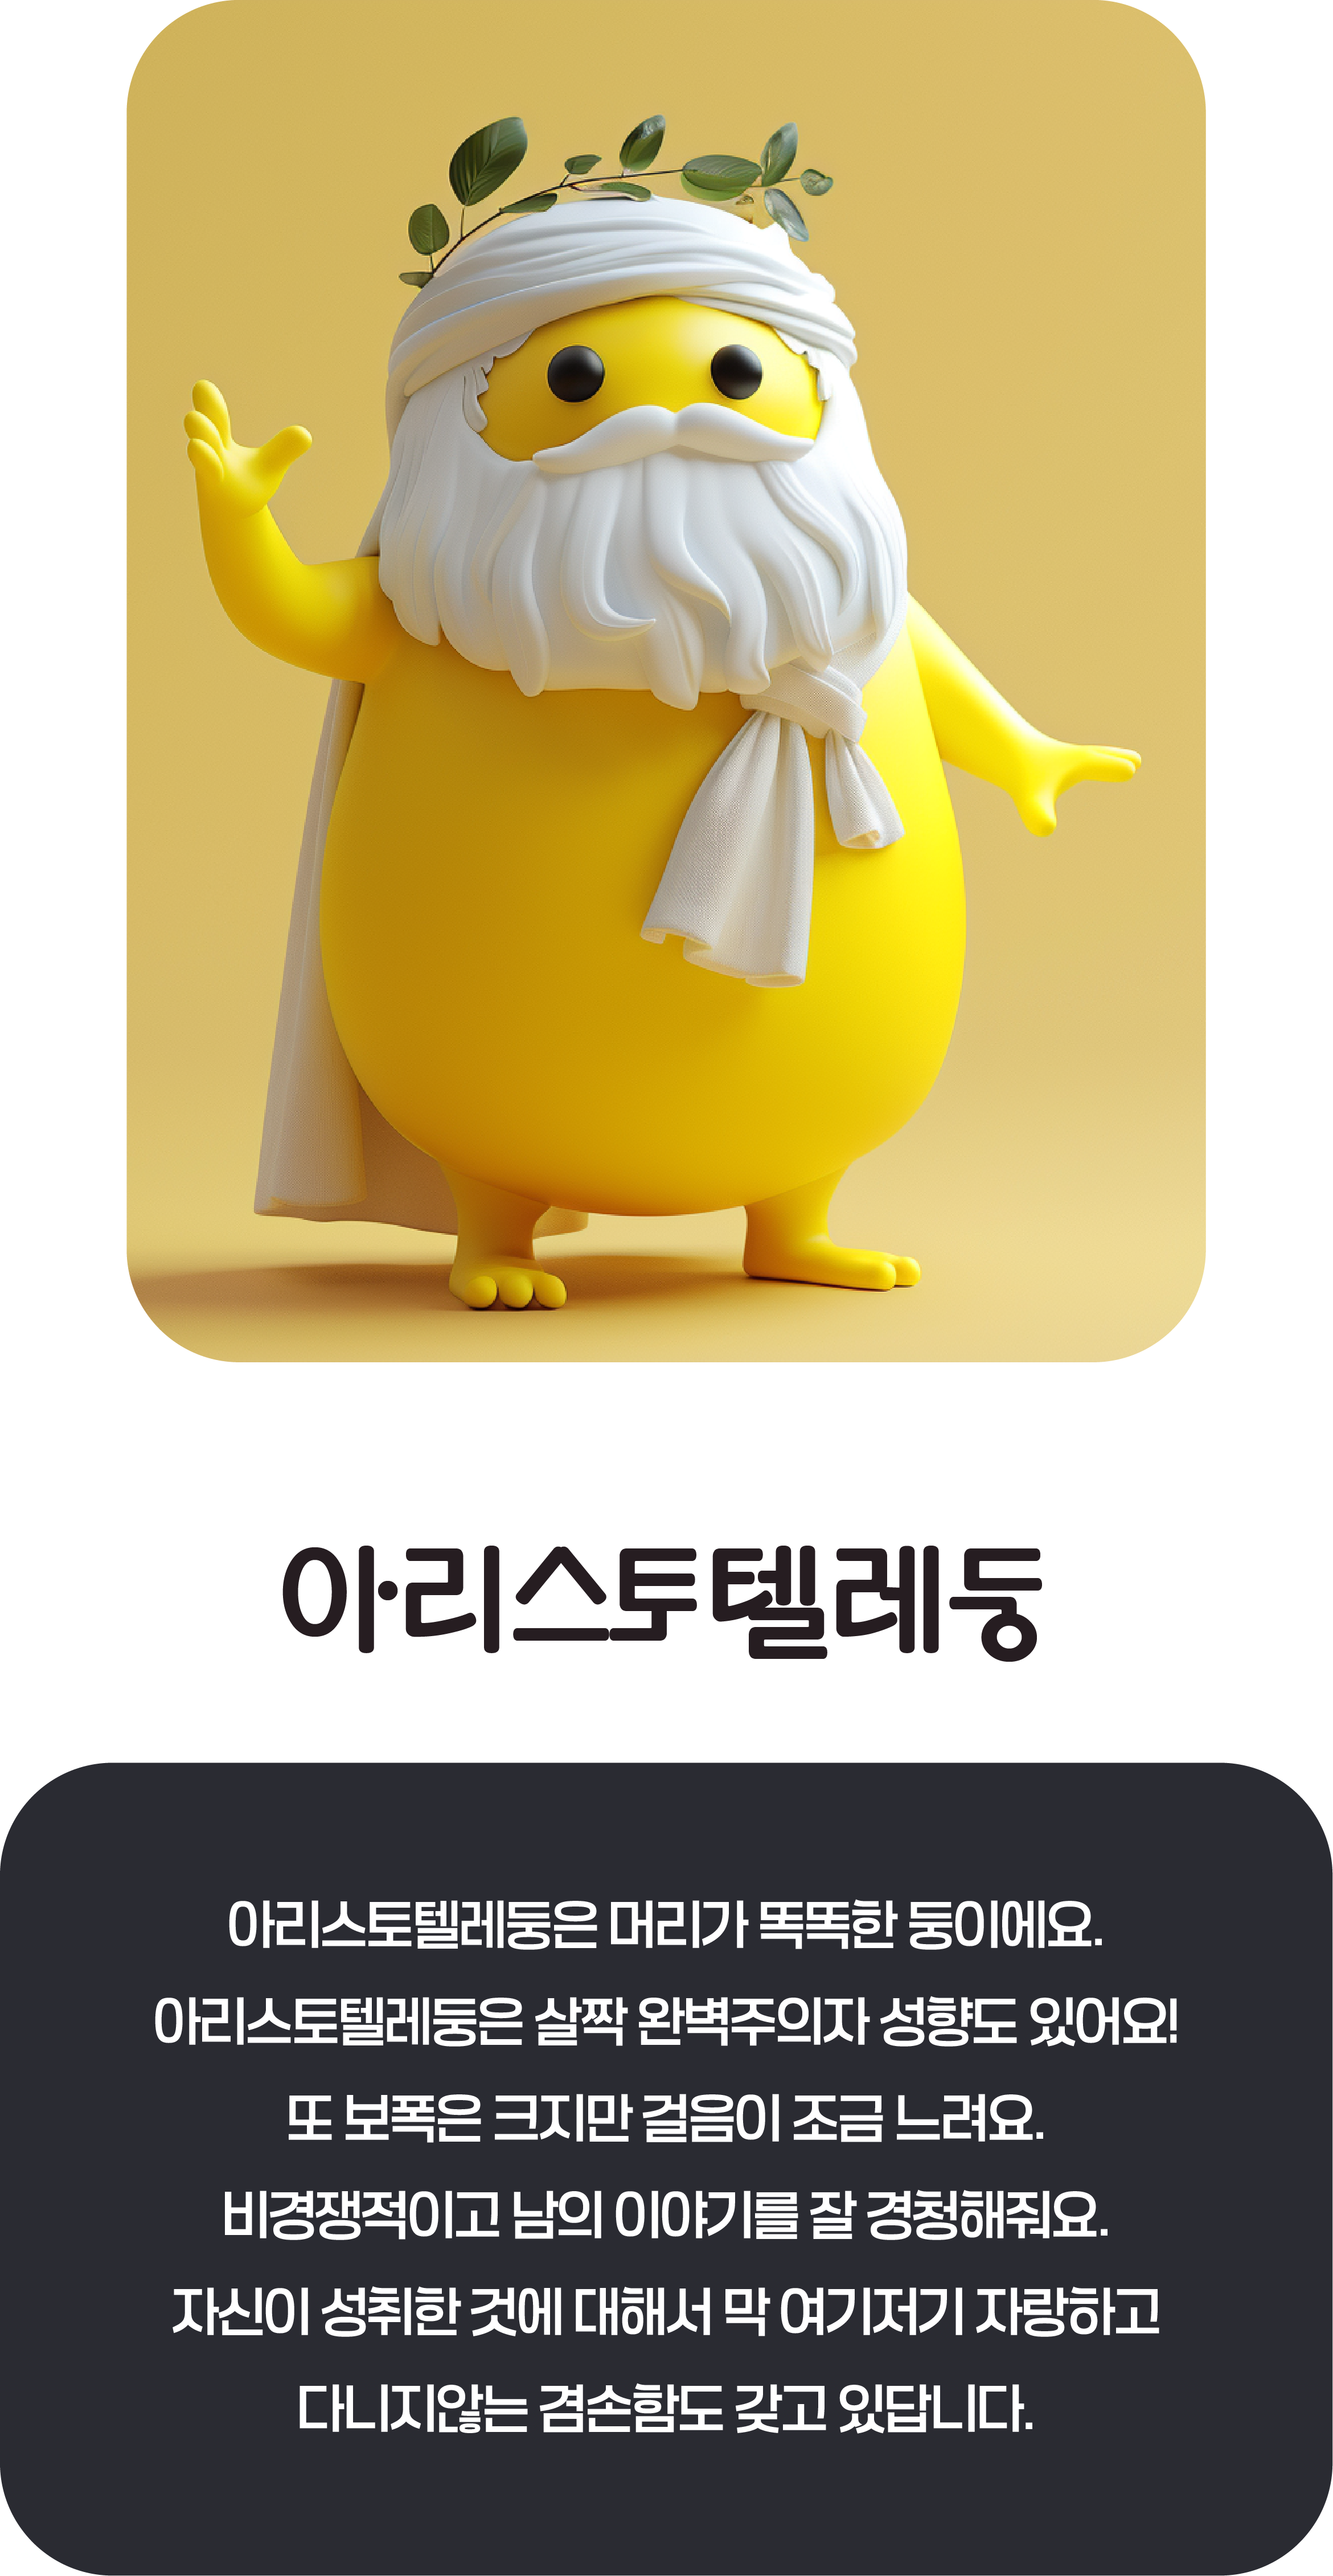 아리스토텔레둥
아리스토텔레둥은 머리가 똑똑한 둥이에요.
아리스토텔레둥은 살짝 완벽주의자 성향도 있어요!
또 보폭은 크지만 걸음이 조금 느려요.
비경쟁적이고 남의 이야기를 잘 경청해줘요.
자신이 성취한 것에 대해서 막 여기저기 자랑하고
다니지않는 겸손함도 갖고 있답니다.